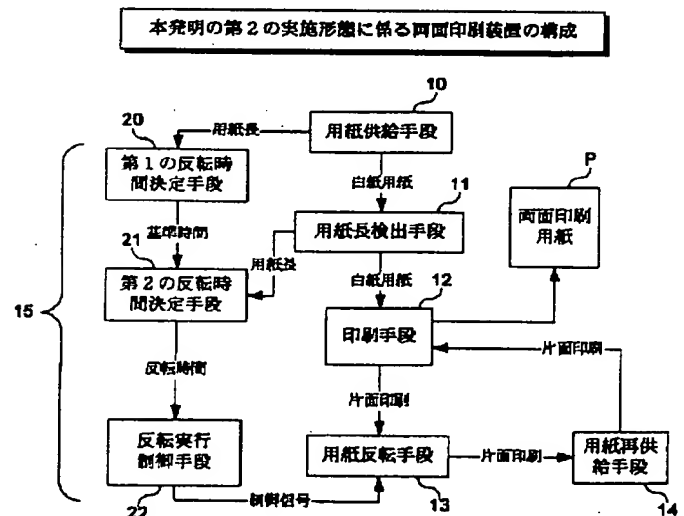 本発明の第2の実施形態に係る両面印刷装置の構成
10
20
用紙長
用紙供給手段
第1の反転時
間決定手段
白紙用紙
11
P
両面印刷
用紙
基準時間
21
用紙長検出手段
用紙長
第2の反転時
間決定手段
白紙用紙
12
15
印刷手段
片面印刷
反転時間
片面印刷
反転実行
制御手段
用紙反転手段
片面印刷
用紙再供
給手段
22
制御信号
13
14